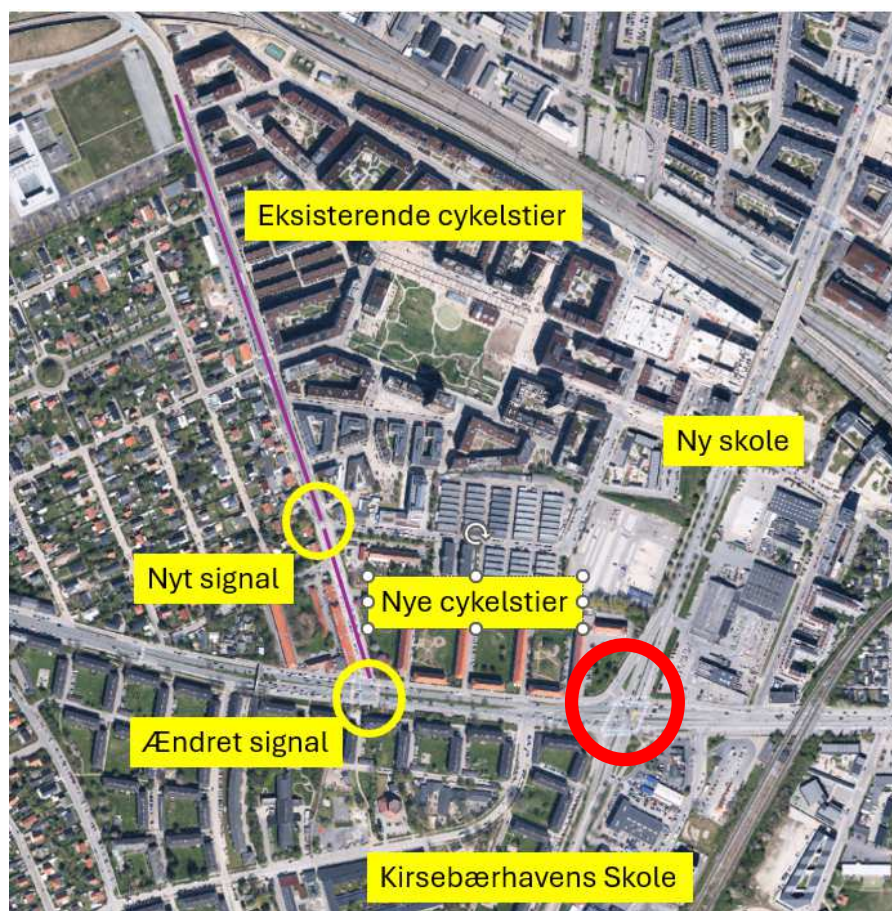 Eksisterende cykelstier
Ny skole
Nyt signal
Nye cykelstier
Ændret signal
Kirsebærhavens Skole